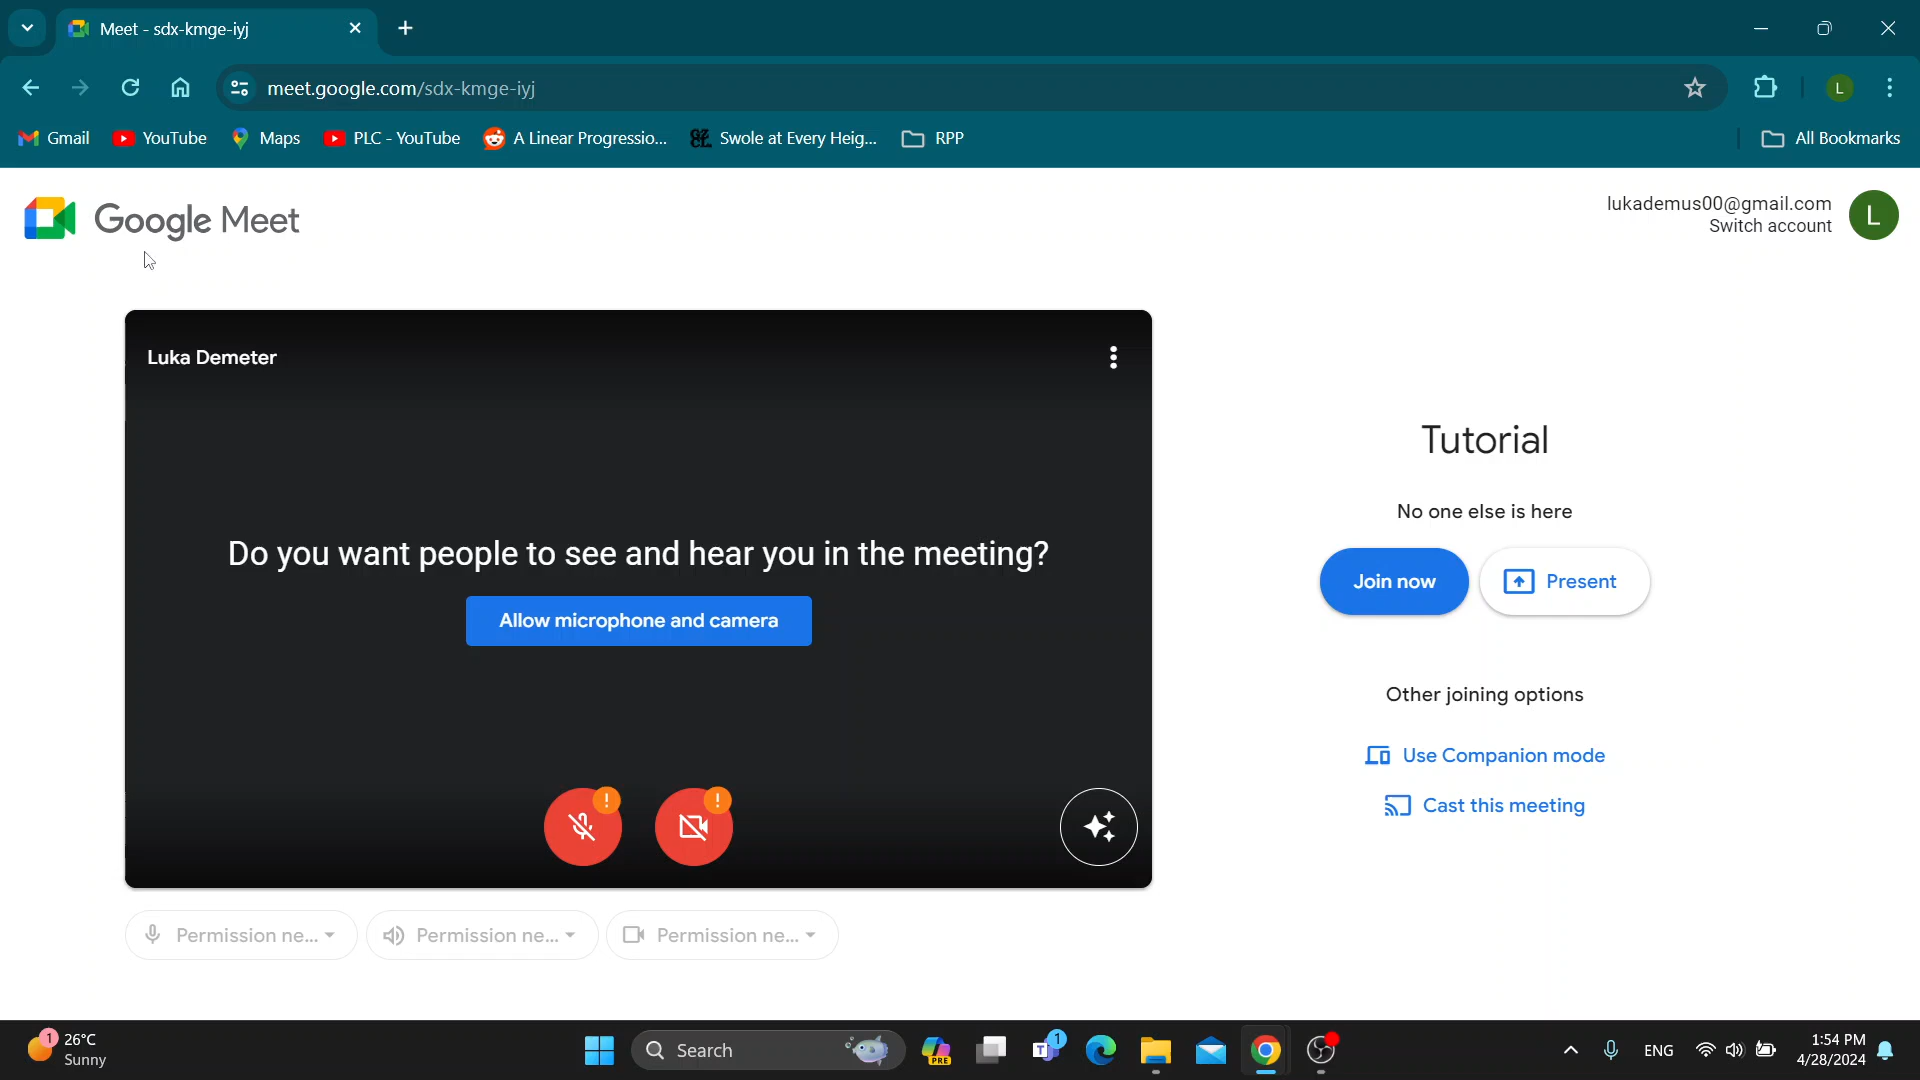 Meet - sdx-kmge-iyj
meet.google.com/sdx-kmge-iyj
L
Gmail
YouTube
Maps
PLC - YouTube
A Linear Progressio...
Swole at Every Heig...
RPP
All Bookmarks
Google Meet
lukademus00@gmail.com
Switch account
L
Luka Demeter
Do you want people to see and hear you in the meeting?
Allow microphone and camera
!
!
Permission ne...
Permission ne...
Permission ne...
Tutorial
No one else is here
Join now
Present
Other joining options
Use Companion mode
Cast this meeting
1
26°C
Sunny
Search
PRE
T
1
ENG
1:54 PM
4/28/2024